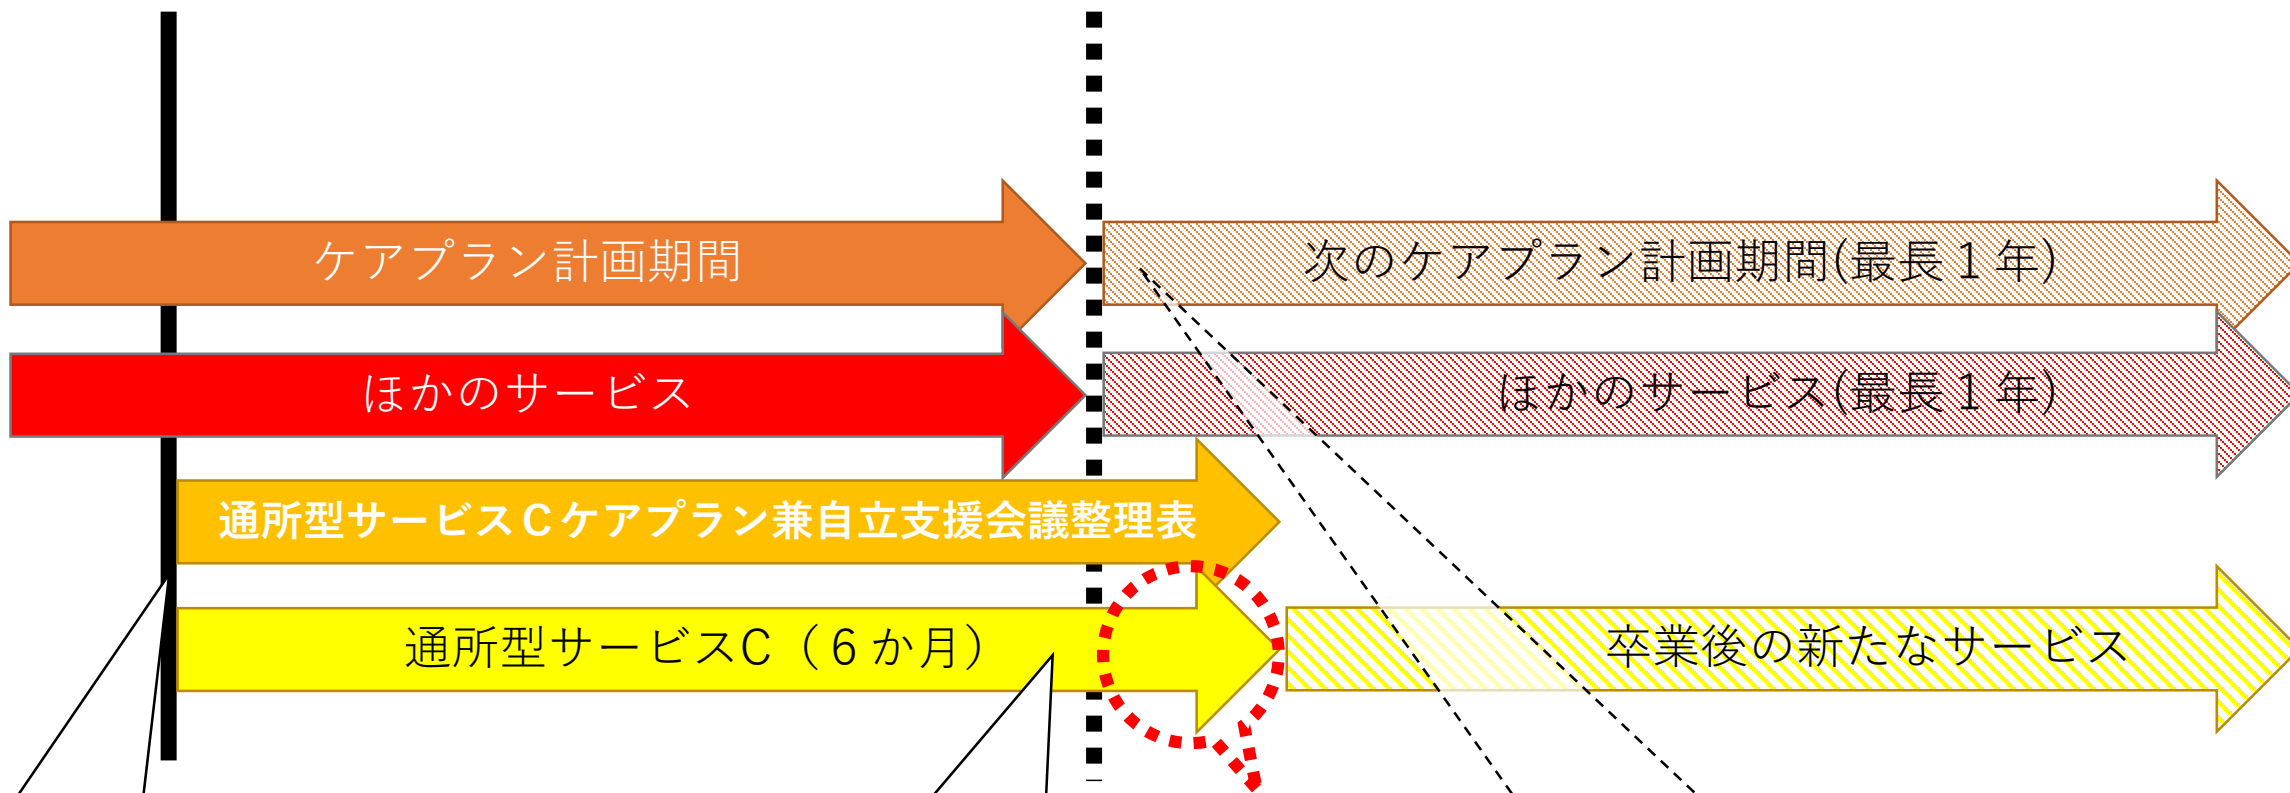 ケアプラン計画期間
次のケアプラン計画期間(最長１年)
ほかのサービス
ほかのサービス(最長１年)
通所型サービスＣケアプラン兼自立支援会議整理表
通所型サービスC（６か月）
卒業後の新たなサービス